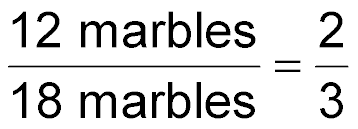 12 marbles / 18 marbles = 2 / 3